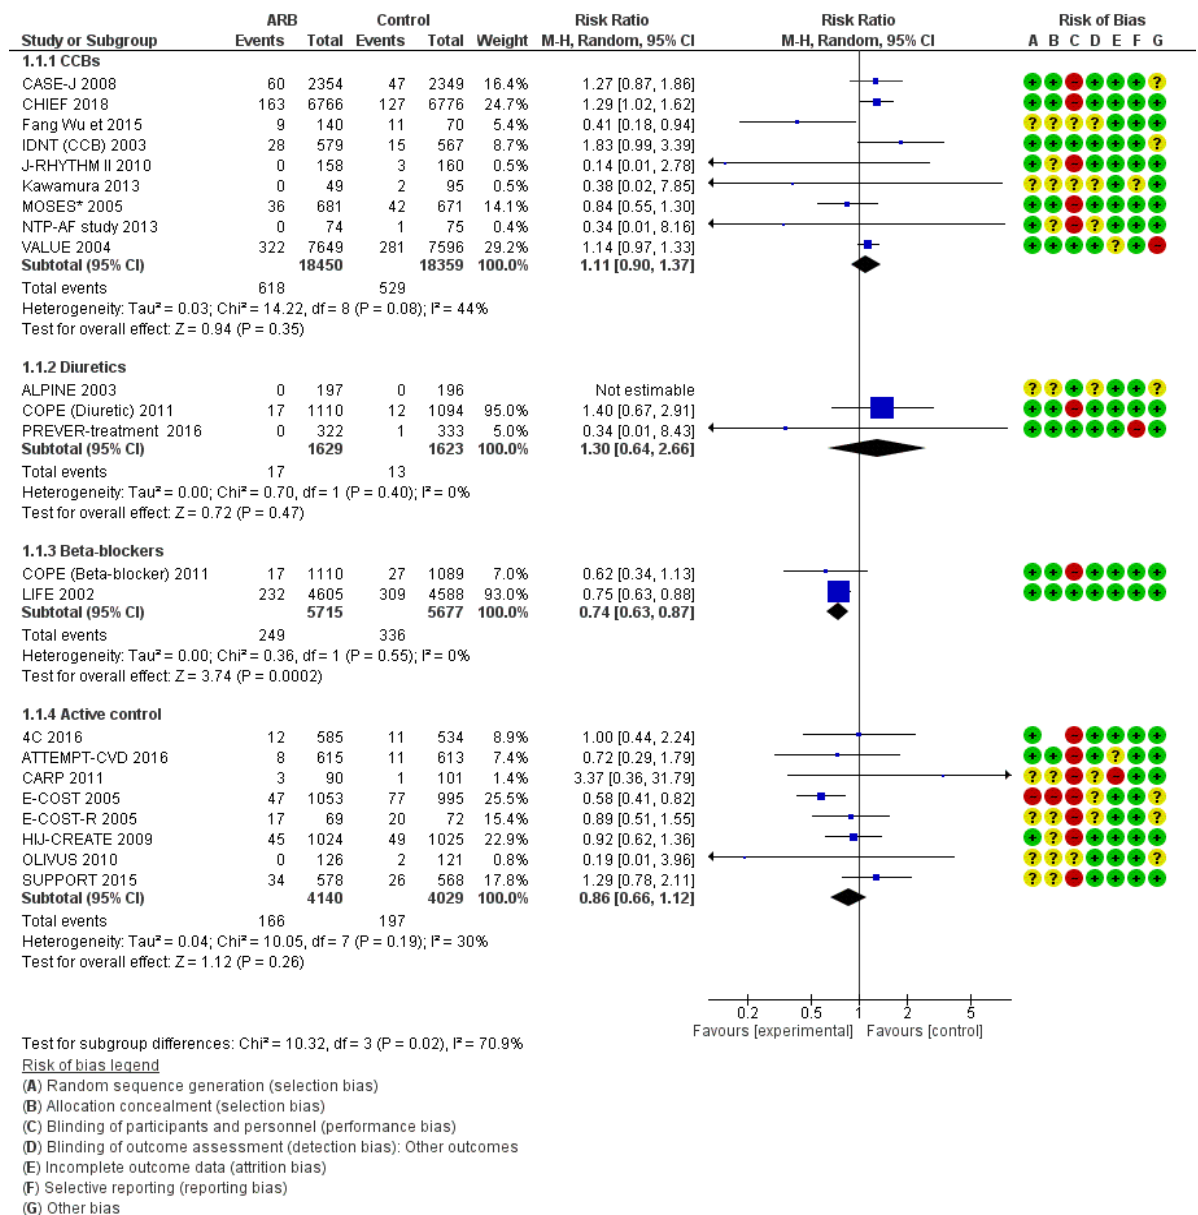 ARB Control Risk Ratio Risk Ratio Risk of Bias
Study or Subgroup Events Total Events Total Weight M-H, Random, 95% CI M-H, Random, 95% CI A B C D E F G
1.1.1 CCBs
CASE-J 2008 60 2354 47 2349 16.4% 1.27 [0.87, 1.86] + + - + + + ?
CHIEF 2018 163 6766 127 6776 24.7% 1.29 [1.02, 1.62] + + - + + + +
Fang Wu et 2015 9 140 11 70 5.4% 0.41 [0.18, 0.94] ? ? ? ? + + +
IDNT (CCB) 2003 28 579 15 567 8.7% 1.83 [0.99, 3.39] + + + + + + ?
J-RHYTHM II 2010 0 158 3 160 0.5% 0.14 [0.01, 2.78] + ? - + + + +
Kawamura 2013 0 49 2 95 0.5% 0.38 [0.02, 7.85] ? ? ? ? + ? +
MOSES* 2005 36 681 42 671 14.1% 0.84 [0.55, 1.30] + + - + + + +
NTP-AF study 2013 0 74 1 75 0.4% 0.34 [0.01, 8.16] + ? - ? + + +
VALUE 2004 322 7649 281 7596 29.2% 1.14 [0.97, 1.33] + + + + ? + -
Subtotal (95% CI) 18450 18359 100.0% 1.11 [0.90, 1.37]
Total events 618 529
Heterogeneity: Tau² = 0.03; Chi² = 14.22, df = 8 (P = 0.08); I² = 44%
Test for overall effect: Z = 0.94 (P = 0.35)
1.1.2 Diuretics
ALPINE 2003 0 197 0 196 Not estimable ? ? + ? + + ?
COPE (Diuretic) 2011 17 1110 12 1094 95.0% 1.40 [0.67, 2.91] + + - + + + +
PREVER-treatment 2016 0 322 1 333 5.0% 0.34 [0.01, 8.43] + + + + + - +
Subtotal (95% CI) 1629 1623 100.0% 1.30 [0.64, 2.66]
Total events 17 13
Heterogeneity: Tau² = 0.00; Chi² = 0.70, df = 1 (P = 0.40); I² = 0%
Test for overall effect: Z = 0.72 (P = 0.47)
1.1.3 Beta-blockers
COPE (Beta-blocker) 2011 17 1110 27 1089 7.0% 0.62 [0.34, 1.13] + + - + + + +
LIFE 2002 232 4605 309 4588 93.0% 0.75 [0.63, 0.88] + + + + + + +
Subtotal (95% CI) 5715 5677 100.0% 0.74 [0.63, 0.87]
Total events 249 336
Heterogeneity: Tau² = 0.00; Chi² = 0.36, df = 1 (P = 0.55); I² = 0%
Test for overall effect: Z = 3.74 (P = 0.0002)
1.1.4 Active control
4C 2016 12 585 11 534 8.9% 1.00 [0.44, 2.24] + - + + + +
ATTEMPT-CVD 2016 8 615 11 613 7.4% 0.72 [0.29, 1.79] + + - + ? + +
CARP 2011 3 90 1 101 1.4% 3.37 [0.36, 31.79] ? ? - ? - + +
E-COST 2005 47 1053 77 995 25.5% 0.58 [0.41, 0.82] - - - ? + + ?
E-COST-R 2005 17 69 20 72 15.4% 0.89 [0.51, 1.55] ? ? - + + + ?
HIJ-CREATE 2009 45 1024 49 1025 22.9% 0.92 [0.62, 1.36] + ? - + + + +
OLIVUS 2010 0 126 2 121 0.8% 0.19 [0.01, 3.96] ? ? ? + + + ?
SUPPORT 2015 34 578 26 568 17.8% 1.29 [0.78, 2.11] ? ? - + + + +
Subtotal (95% CI) 4140 4029 100.0% 0.86 [0.66, 1.12]
Total events 166 197
Heterogeneity: Tau² = 0.04; Chi² = 10.05, df = 7 (P = 0.19); I² = 30%
Test for overall effect: Z = 1.12 (P = 0.26)
0.2 0.5 1 2 5
Favours [experimental] Favours [control]
Test for subgroup differences: Chi² = 10.32, df = 3 (P = 0.02), I² = 70.9%
Risk of bias legend
(A) Random sequence generation (selection bias)
(B) Allocation concealment (selection bias)
(C) Blinding of participants and personnel (performance bias)
(D) Blinding of outcome assessment (detection bias): Other outcomes
(E) Incomplete outcome data (attrition bias)
(F) Selective reporting (reporting bias)
(G) Other bias